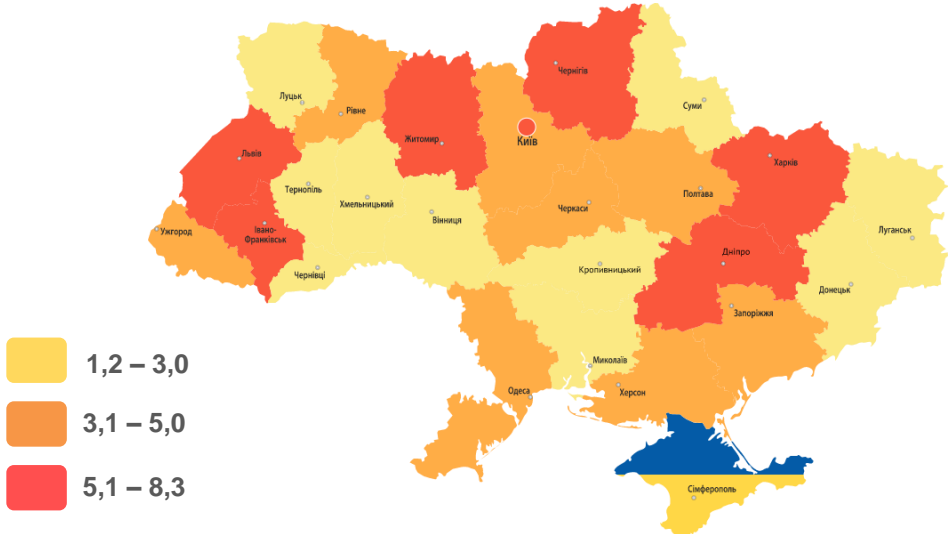 Чернігів
Луцьк
Суми
Рівне
Київ
Житомир
Львів
Харків
Тернопіль
Хмельницький
Полтава
Черкаси
Вінниця
Ужгород
Івано-
Франківськ
Луганськ
Дніпро
Чернівці
Кропивницький
Донецьк
Запоріжжя
Миколаїв
Одеса
Херсон
Сімферополь
1,2 – 3,0
3,1 – 5,0
5,1 – 8,3